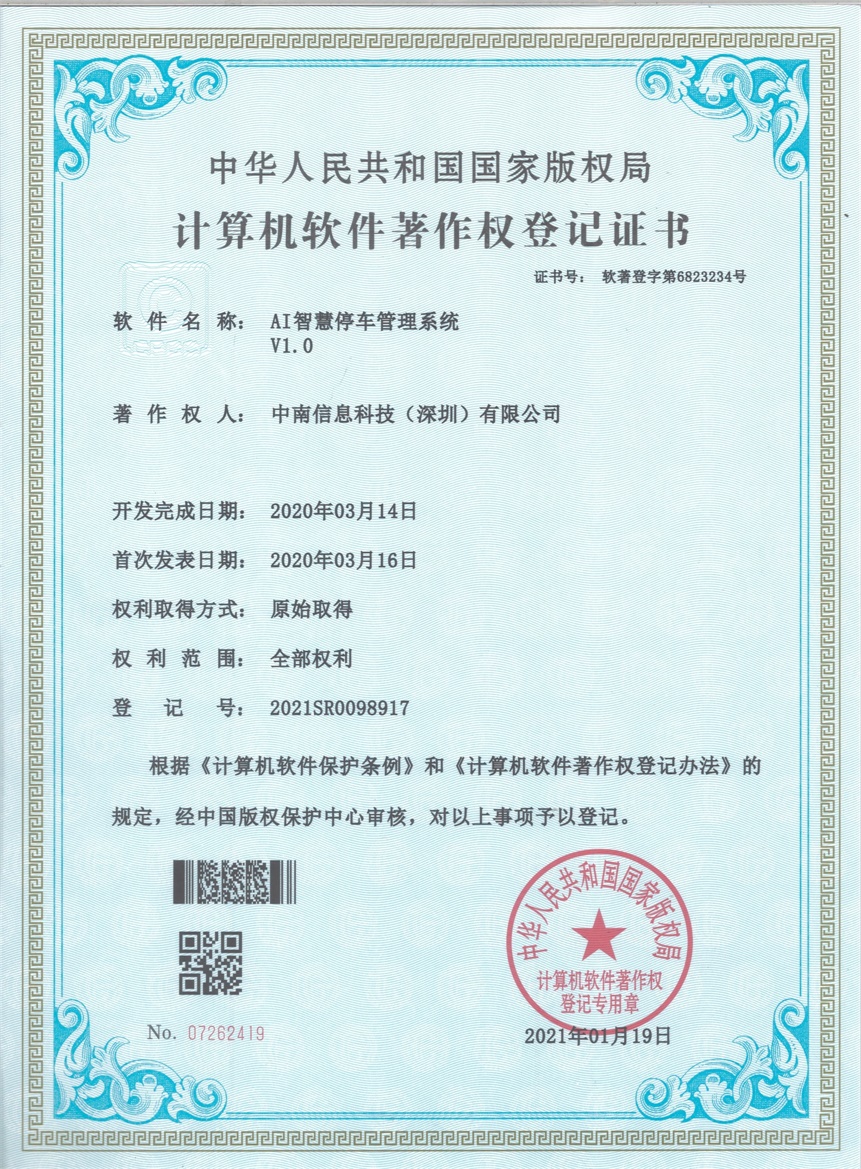 中华人民共和国国家版权局
计算机软件著作权登记证书
证书号： 软著登字第6823234号
软件名称： AI智慧停车管理系统
V1.0
著作权人： 中南信息科技（深圳）有限公司
开发完成日期： 2020年03月14日
首次发表日期： 2020年03月16日
权利取得方式： 原始取得
权利范围： 全部权利
登记号： 2021SR0098917
根据《计算机软件保护条例》和《计算机软件著作权登记办法》的
规定，经中国版权保护中心审核，对以上事项予以登记。
中华人民共和国国家版权局
计算机软件著作权
登记专用章
No. 07262419
2021年01月19日